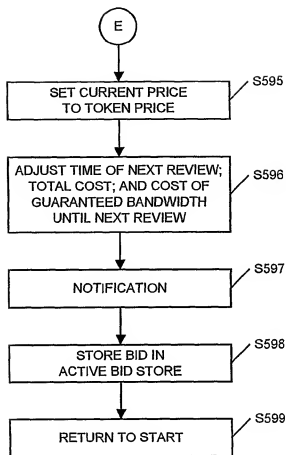 E
SET CURRENT PRICE
TO TOKEN PRICE
S595
ADJUST TIME OF NEXT REVIEW;
TOTAL COST; AND COST OF
GUARANTEED BANDWIDTH
UNTIL NEXT REVIEW
S596
NOTIFICATION
S597
STORE BID IN
ACTIVE BID STORE
S598
RETURN TO START
S599